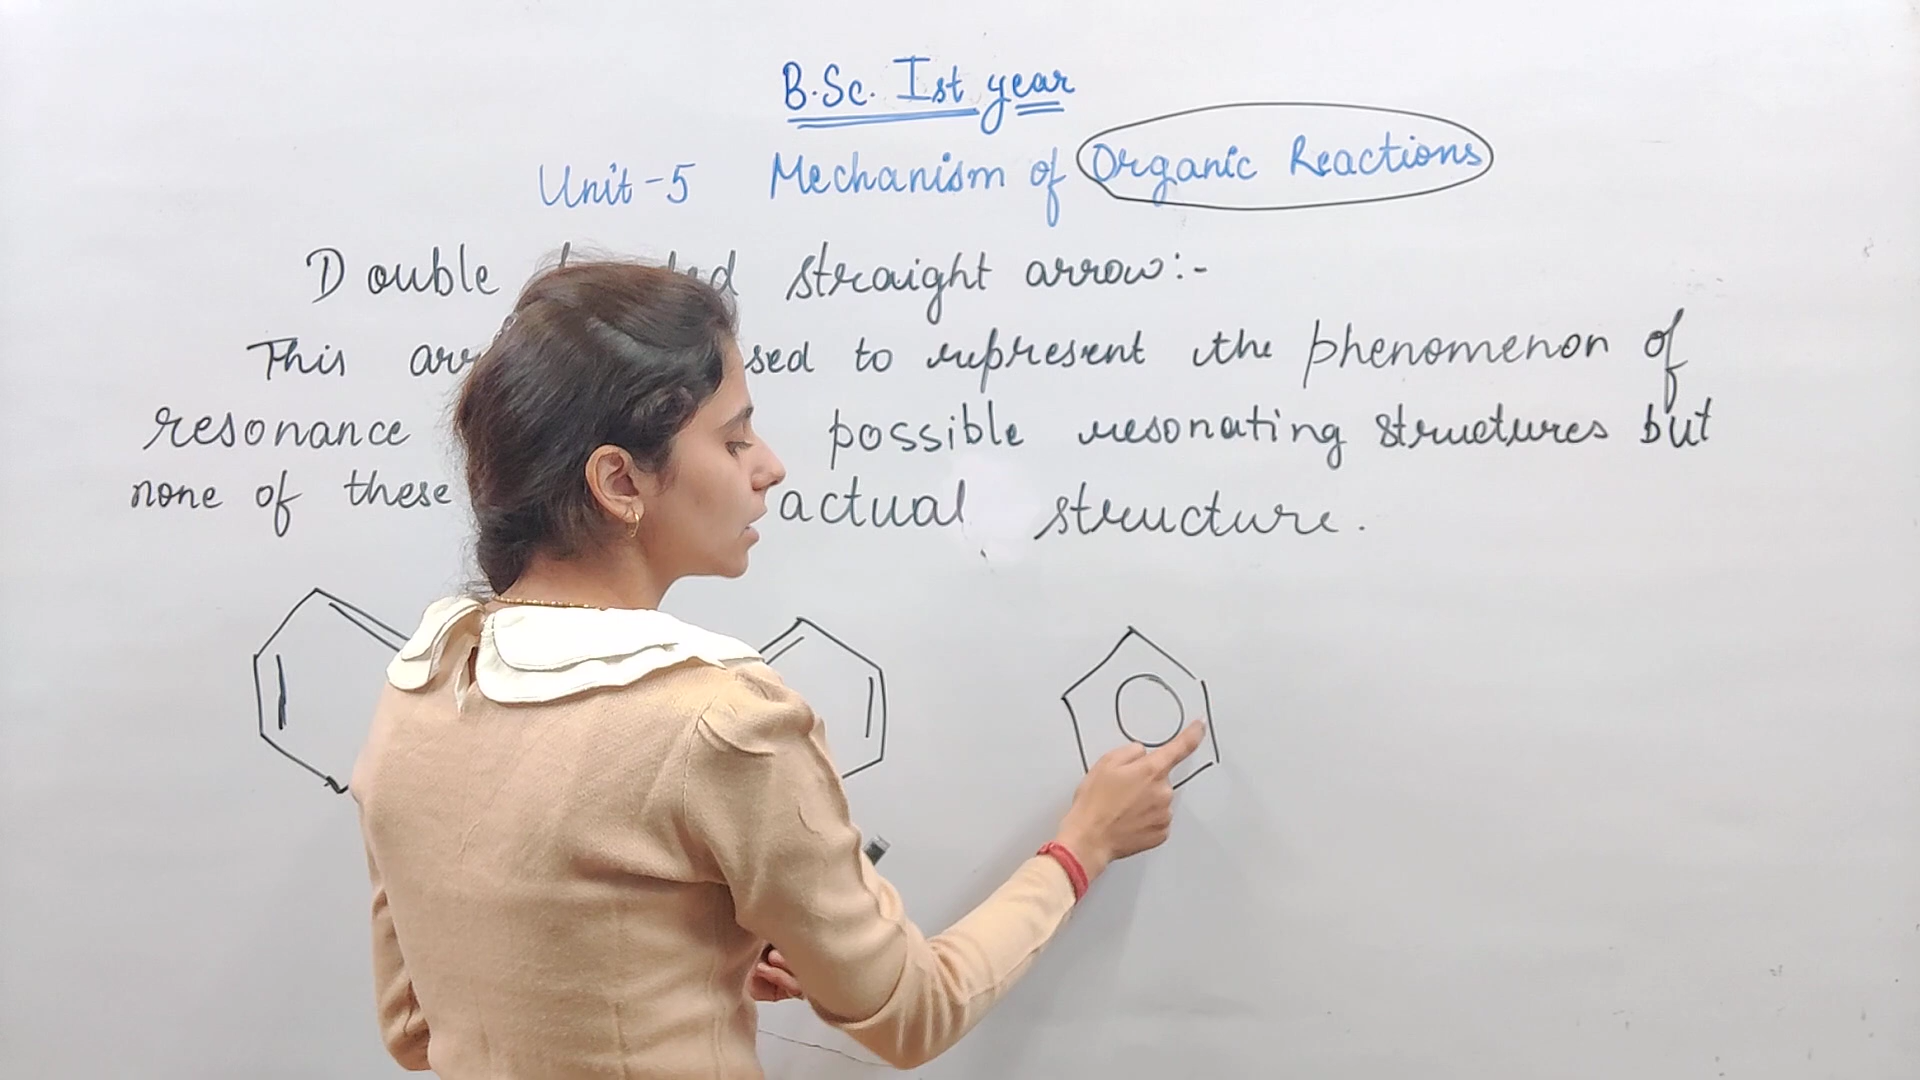 B.Sc. Ist year
Unit-5 Mechanism of Organic Reactions
Double straight arrow:-
This to represent the phenomenon of
resonance possible resonating structures but
none of these actual structure.